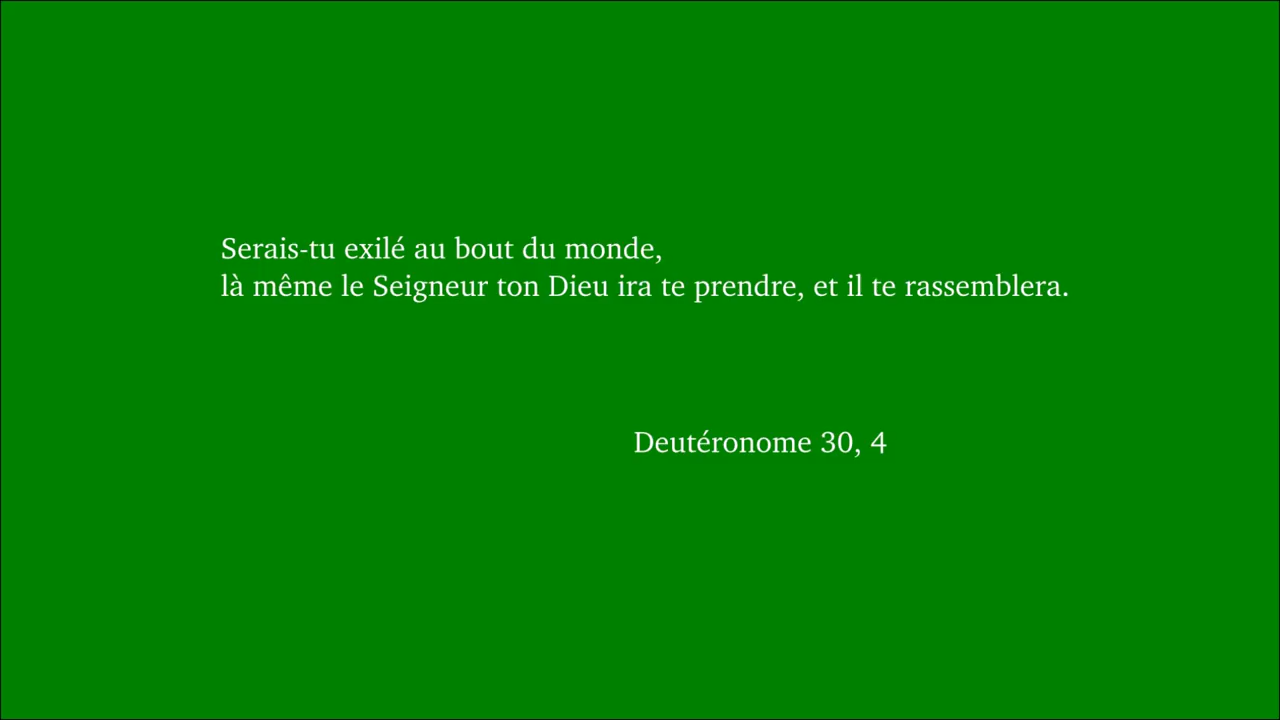 Serais-tu exilé au bout du monde,
là même le Seigneur ton Dieu ira te prendre, et il te rassemblera.
Deutéronome 30, 4